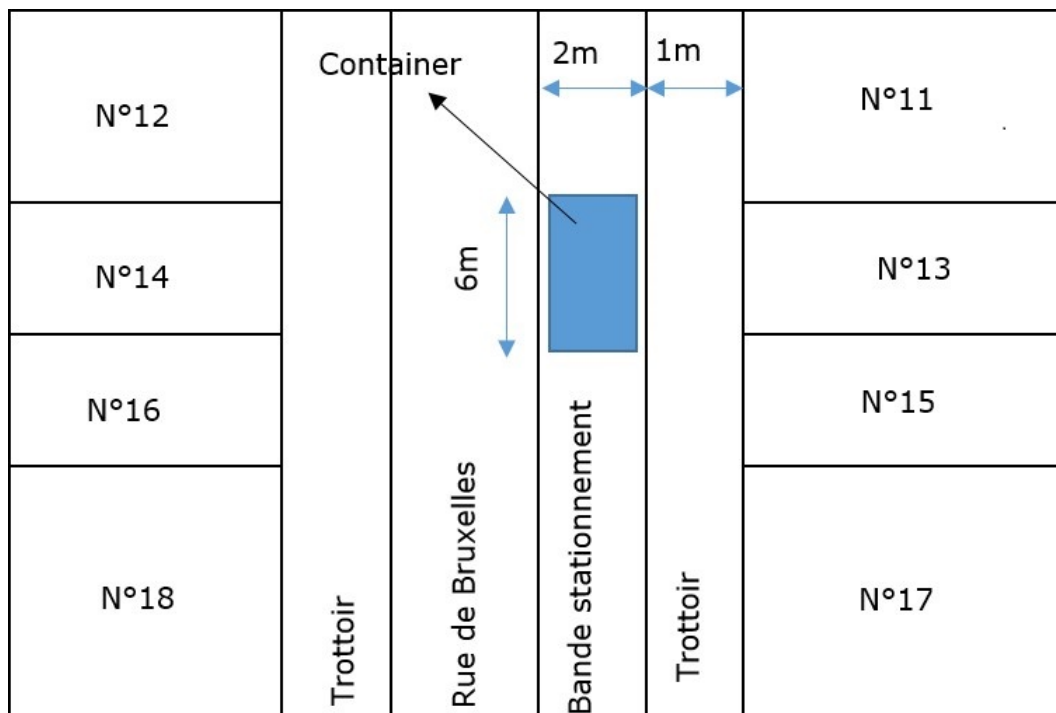 2m
1m
Container
N°12
N°11
N°14
6m
N°13
N°16
N°15
N°18
Trottoir
Rue de Bruxelles
Bande stationnement
Trottoir
N°17